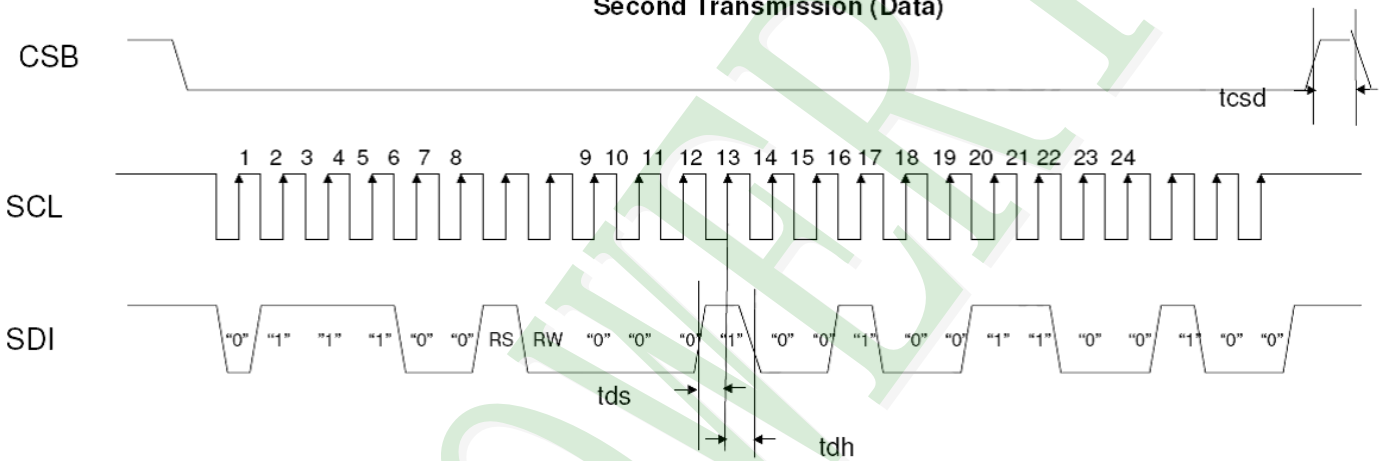 Second Transmission (Data)
CSB
tcsd
1 2 3 4 5 6 7 8 9 10 11 12 13 14 15 16 17 18 19 20 21 22 23 24
SCL
SDI
“0” “1” ”1” “1” “0” “0” RS RW “0” “0” “0” “1” “0” “0” “1” “0” “0” “1” “1” “0” “0” “1” “0” “0”
tds
tdh